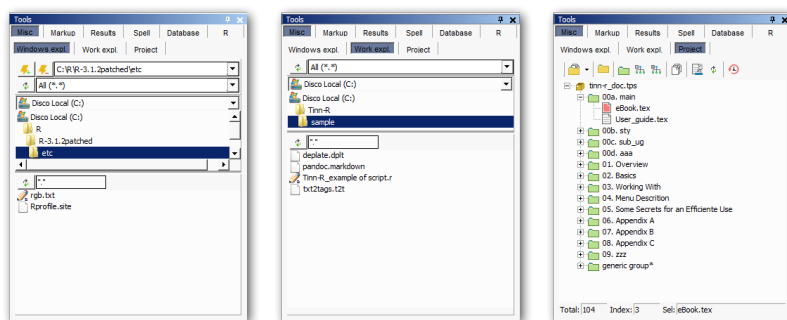 Tools
Misc Markup Results Spell Database R
Windows expl. Work expl. Project
C:\R\R-3.1.2patched\etc
All (*.*)
Disco Local (C:)
Disco Local (C:)
R
R-3.1.2patched
etc
"."
rgb.txt
Rprofile.site
Tools
Misc Markup Results Spell Database R
Windows expl. Work expl. Project
All (*.*)
Disco Local (C:)
Disco Local (C:)
Tinn-R
sample
"."
deplate.dplt
pandoc.markdown
Tinn-R_example of script.r
txt2tags.t2t
Tools
Misc Markup Results Spell Database R
Windows expl. Work expl. Project
tinn-r_doc.tps
00a. main
eBook.tex
User_guide.tex
00b. sty
00c. sub_ug
00d. aaa
01. Overview
02. Basics
03. Working With
04. Menu Descrition
05. Some Secrets for an Efficiente Use
06. Appendix A
07. Appendix B
08. Appendix C
09. zzz
generic group*
Total: 104 Index: 3 Sel: eBook.tex